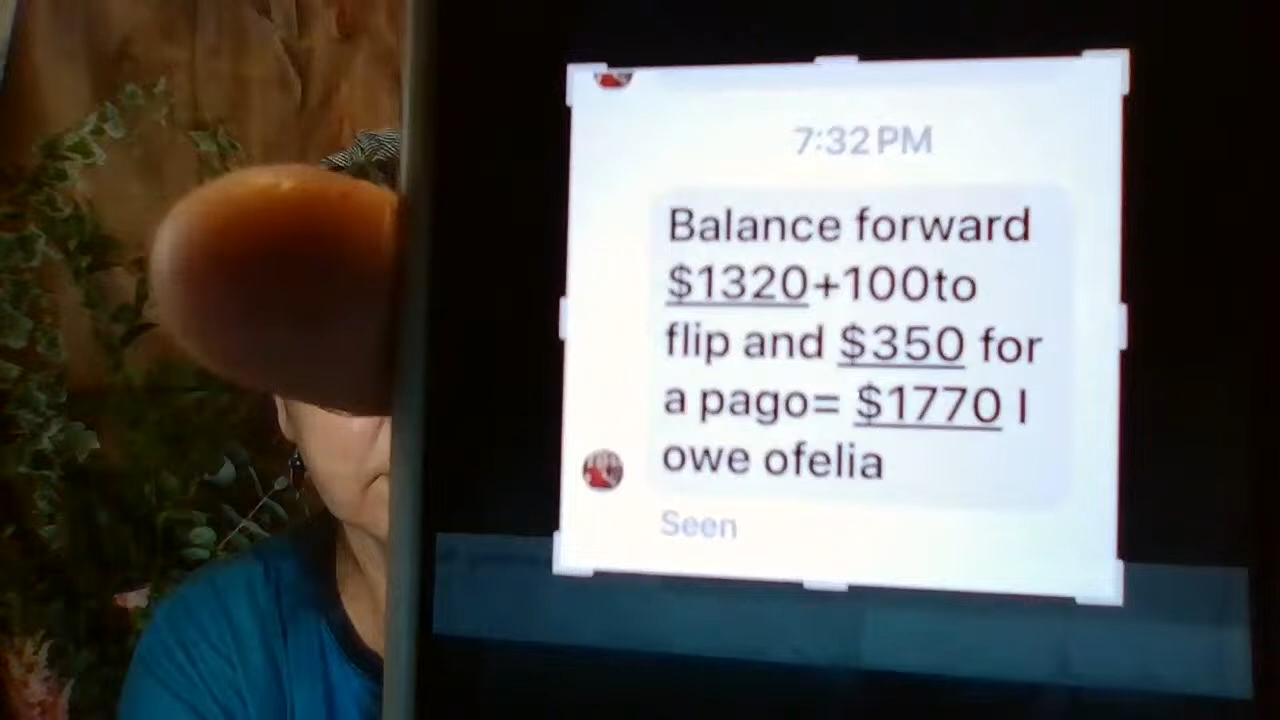 7:32 PM
Balance forward
$1320+100to
flip and $350 for
a pago= $1770 I
owe ofelia
Seen